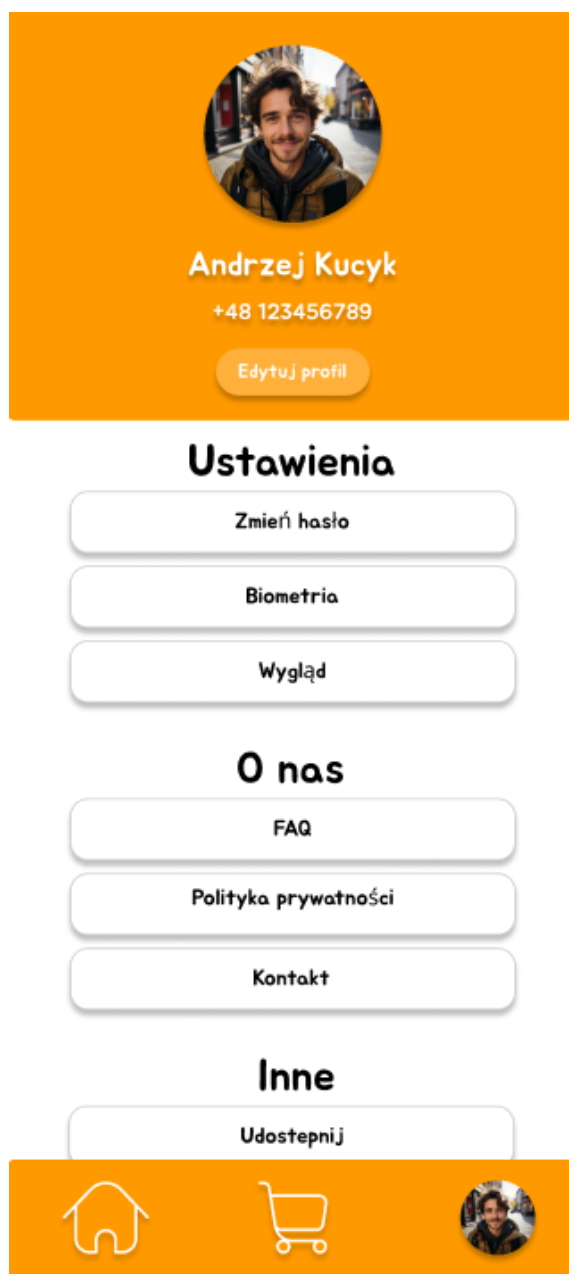 Andrzej Kucyk
+48 123456789
Edytuj profil
Ustawienia
Zmień hasło
Biometria
Wygląd
O nas
FAQ
Polityka prywatności
Kontakt
Inne
Udostepnij